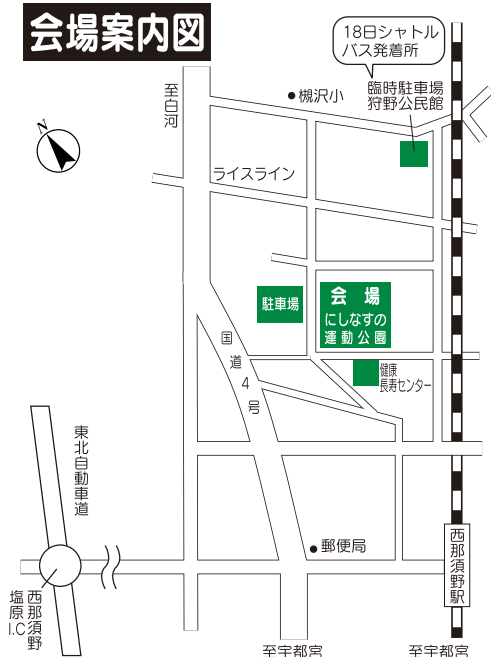 会場案内図
18日シャトル
バス発着所
臨時駐車場
狩野公民館
槻沢小
至白河
N
ライスライン
駐車場
会場
にしなすの
運動公園
国道4号
健康
長寿センター
東北自動車道
郵便局
西那須野駅
西那須野
塩原I.C
至宇都宮
至宇都宮